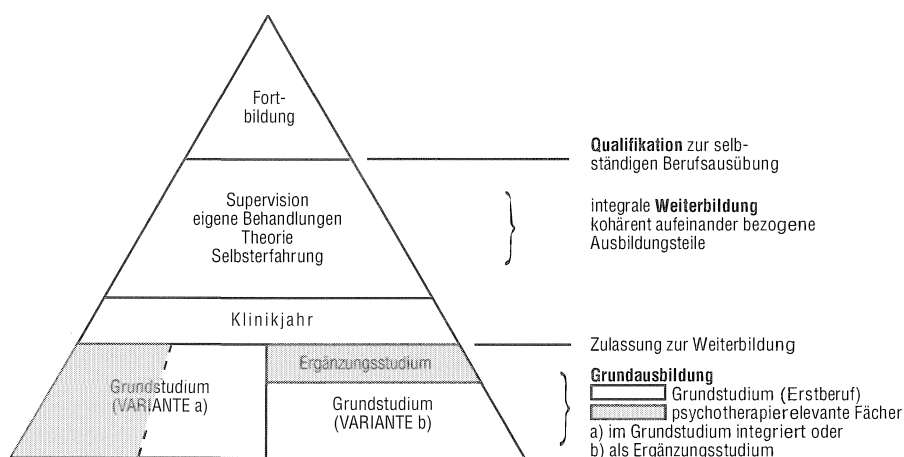 Fort-
bildung
Qualifikation zur selb-
ständigen Berufsausübung
Supervision
eigene Behandlungen
Theorie
Selbsterfahrung
integrale Weiterbildung
kohärent aufeinander bezogene
Ausbildungsteile
Klinikjahr
Zulassung zur Weiterbildung
Ergänzungsstudium
Grundstudium
(VARIANTE a)
Grundstudium
(VARIANTE b)
Grundausbildung
Grundstudium (Erstberuf)
psychotherapierelevante Fächer
a) im Grundstudium integriert oder
b) als Ergänzungsstudium